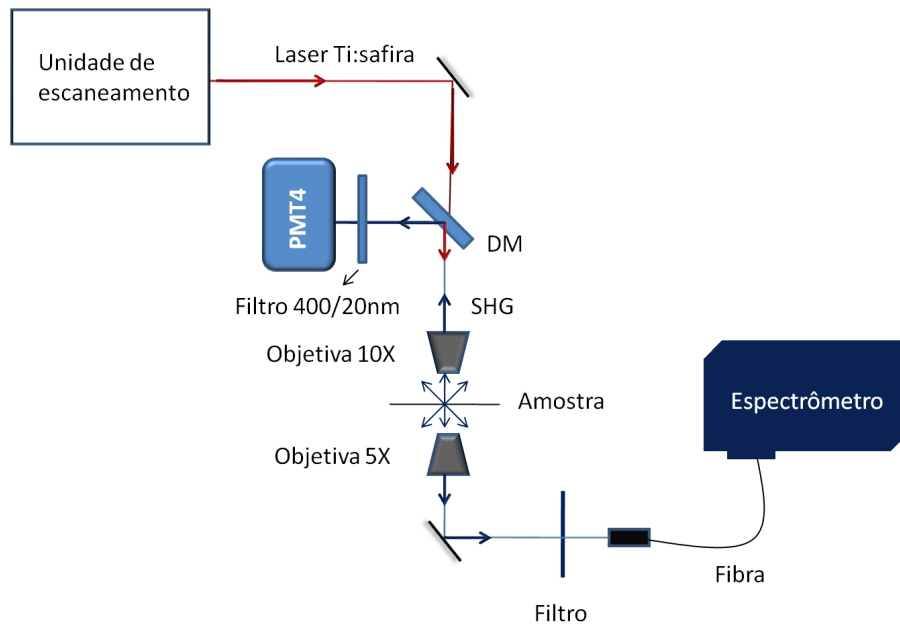 Unidade de
escaneamento
Laser Ti:safira
PMT4
DM
Filtro 400/20nm
SHG
Objetiva 10X
Amostra
Espectrômetro
Objetiva 5X
Fibra
Filtro